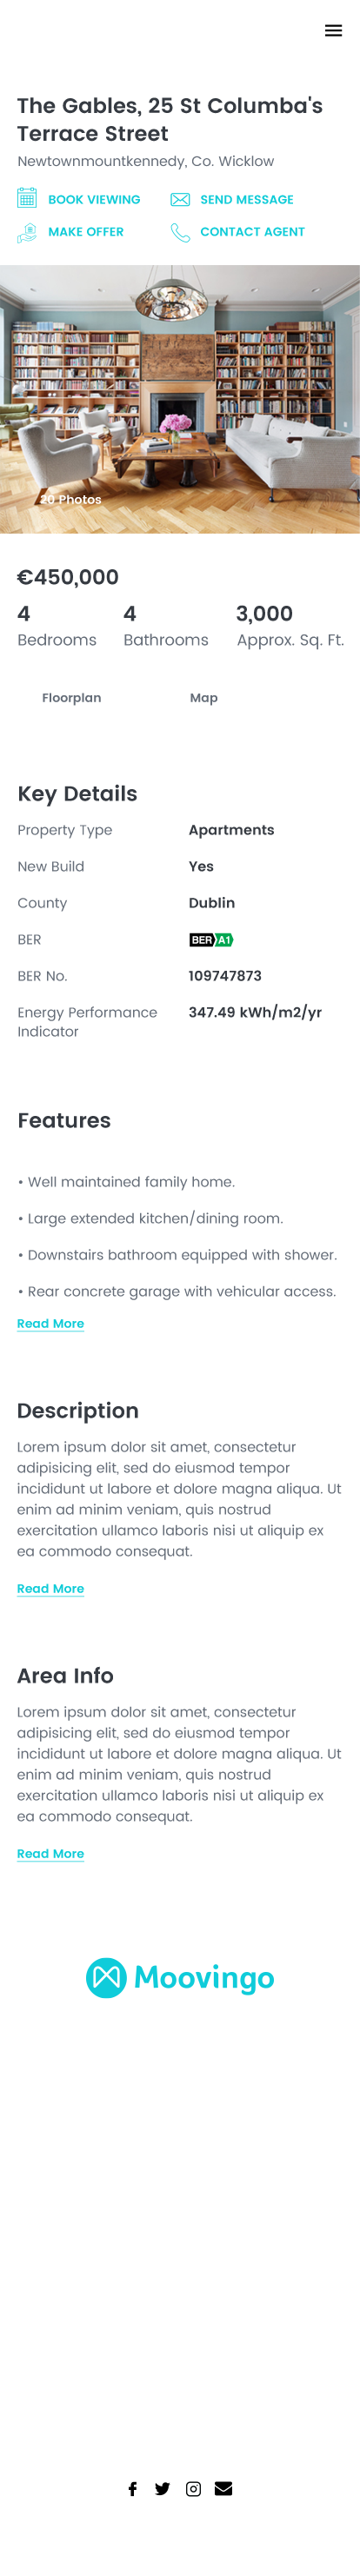 The Gables, 25 St Columba's
Terrace Street
Newtownmountkennedy, Co. Wicklow
BOOK VIEWING
SEND MESSAGE
MAKE OFFER
CONTACT AGENT
20 Photos
€450,000
4
4
3,000
Bedrooms
Bathrooms
Approx. Sq. Ft.
Floorplan
Map
Key Details
Property Type
Apartments
New Build
Yes
County
Dublin
BER
BER A1
BER No.
109747873
Energy Performance
Indicator
347.49 kWh/m2/yr
Features
• Well maintained family home.
• Large extended kitchen/dining room.
• Downstairs bathroom equipped with shower.
• Rear concrete garage with vehicular access.
Read More
Description
Lorem ipsum dolor sit amet, consectetur
adipisicing elit, sed do eiusmod tempor
incididunt ut labore et dolore magna aliqua. Ut
enim ad minim veniam, quis nostrud
exercitation ullamco laboris nisi ut aliquip ex
ea commodo consequat.
Read More
Area Info
Lorem ipsum dolor sit amet, consectetur
adipisicing elit, sed do eiusmod tempor
incididunt ut labore et dolore magna aliqua. Ut
enim ad minim veniam, quis nostrud
exercitation ullamco laboris nisi ut aliquip ex
ea commodo consequat.
Read More
Moovingo